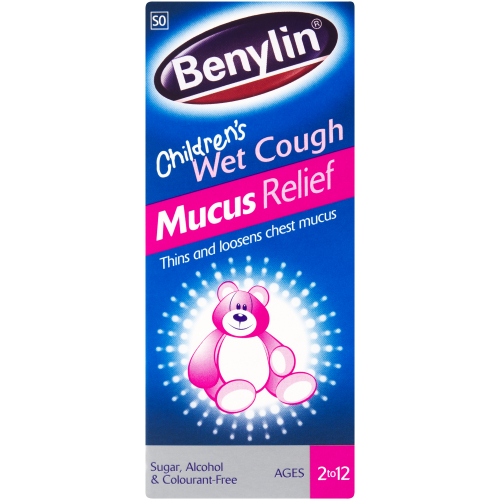 S0
Benylin®
Children's
Wet Cough
Mucus Relief
Thins and loosens chest mucus
Sugar, Alcohol
& Colourant-Free
AGES 2to12